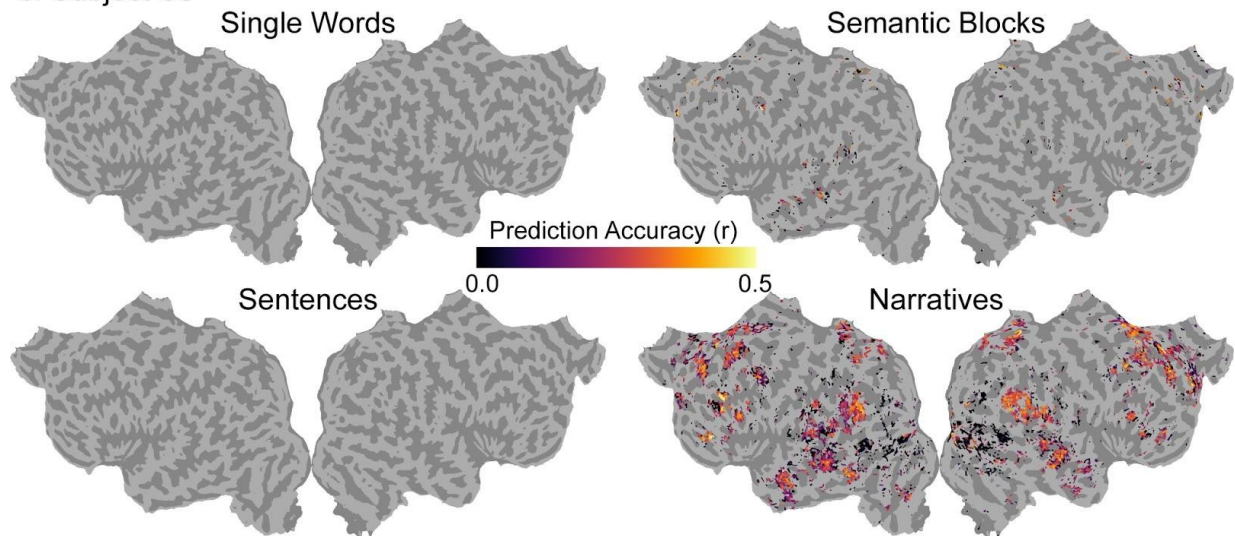 Single Words
Semantic Blocks
Prediction Accuracy (r)
0.0
0.5
Sentences
Narratives